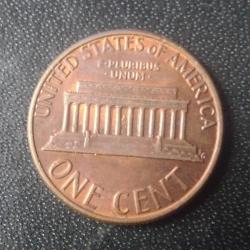 UNITED STATES OF AMERICA
E·PLURIBUS
·UNUM·
ONE CENT